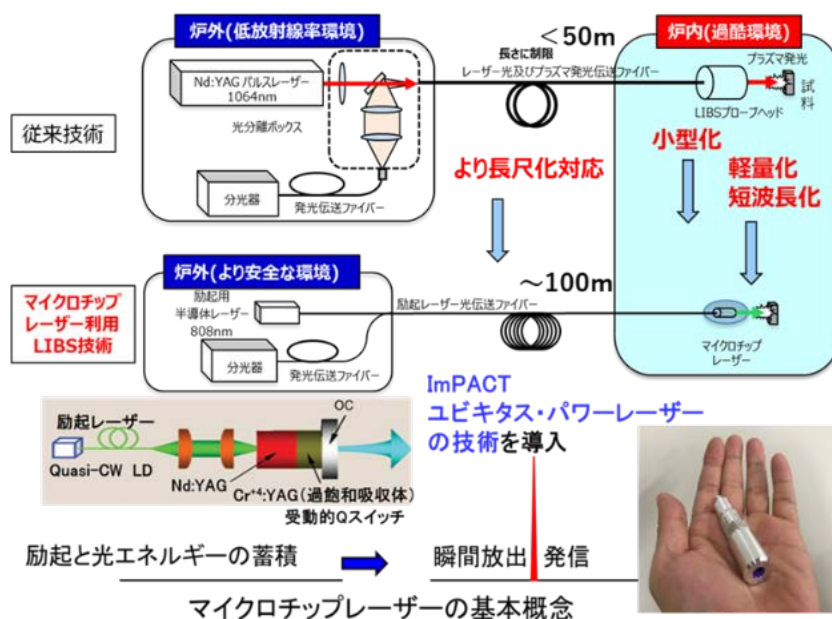 炉外(低放射線率環境)
<50m
炉内(過酷環境)
長さに制限
レーザー光及びプラズマ発光伝送ファイバー
プラズマ発光
試料
LIBSプローブヘッド
Nd:YAG パルスレーザー
1064nm
光分離ボックス
従来技術
分光器
発光伝送ファイバー
より長尺化対応
小型化
軽量化
短波長化
炉外(より安全な環境)
~100m
マイクロチップ
レーザー利用
LIBS技術
励起用
半導体レーザー
808nm
励起レーザー光伝送ファイバー
分光器
発光伝送ファイバー
マイクロチップ
レーザー
ImPACT
ユビキタス・パワーレーザー
の技術を導入
励起レーザー
Quasi-CW LD
OC
Nd:YAG
Cr+4:YAG(過飽和吸収体)
受動的Qスイッチ
励起と光エネルギーの蓄積
瞬間放出 発信
マイクロチップレーザーの基本概念